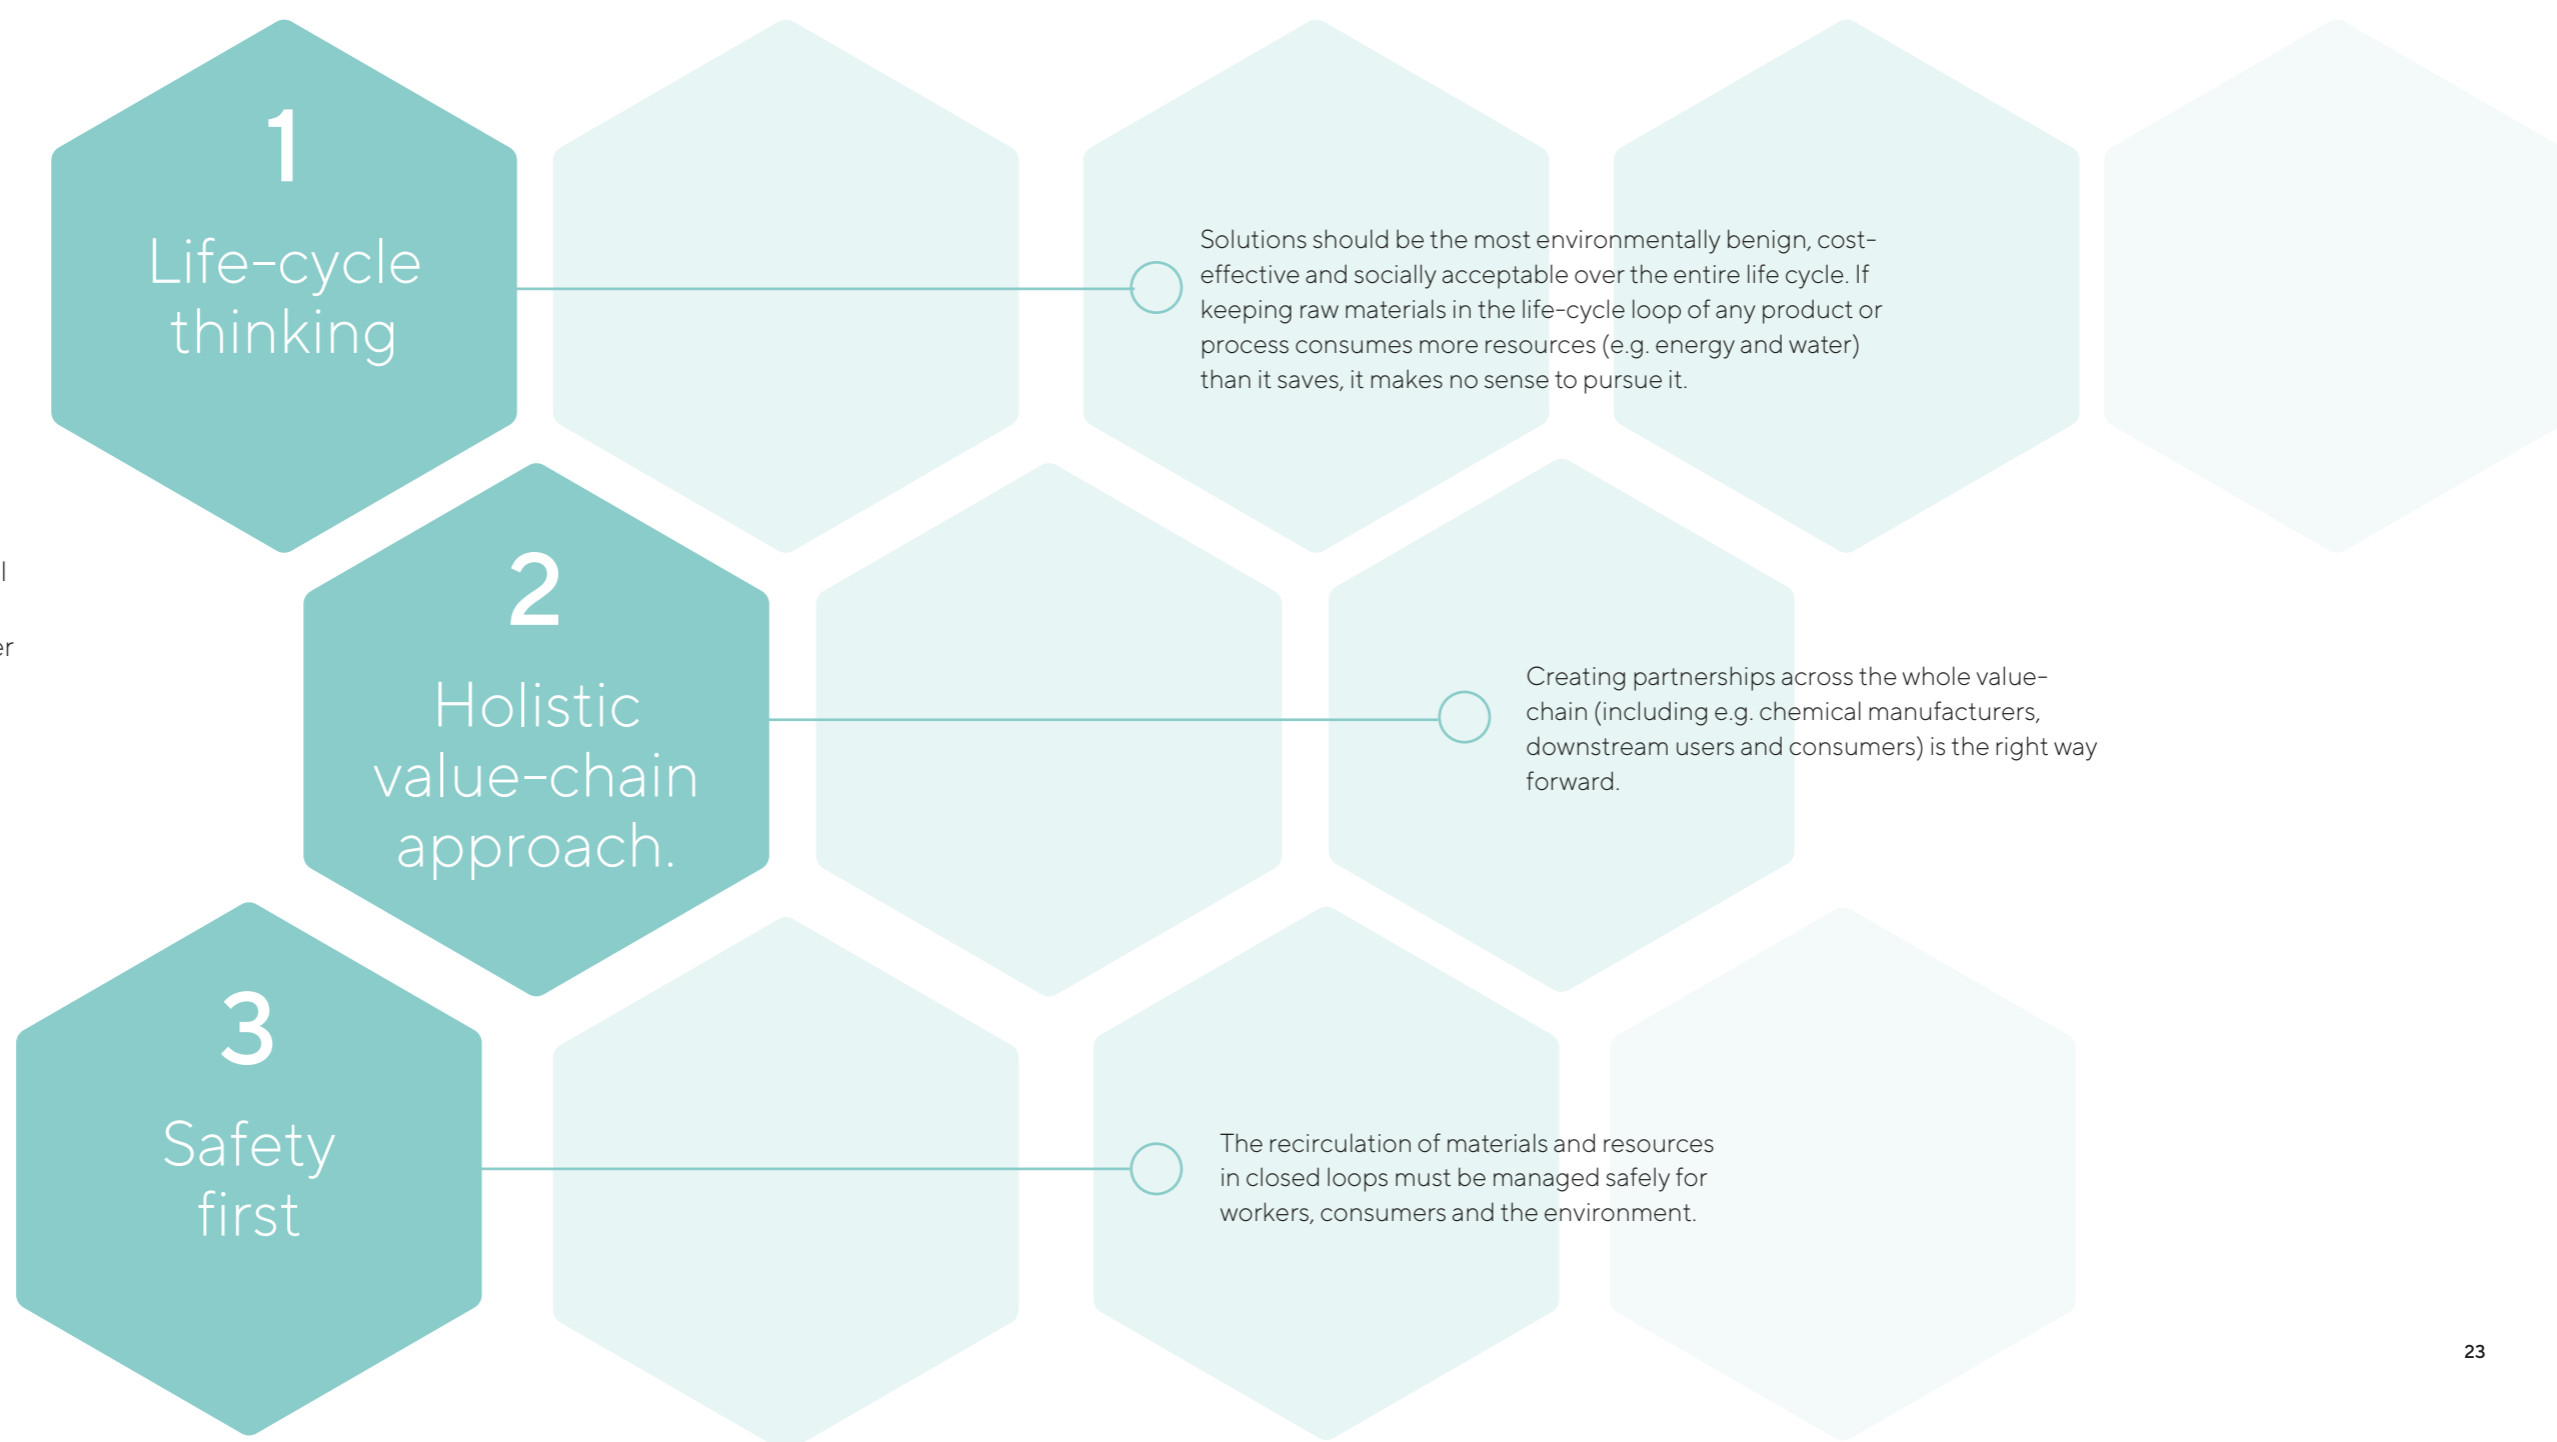 1
Life-cycle
thinking
Solutions should be the most environmentally benign, cost-
effective and socially acceptable over the entire life cycle. If
keeping raw materials in the life-cycle loop of any product or
process consumes more resources (e.g. energy and water)
than it saves, it makes no sense to pursue it.
l
er
2
Holistic
value-chain
approach.
Creating partnerships across the whole value-
chain (including e.g. chemical manufacturers,
downstream users and consumers) is the right way
forward.
3
Safety
first
The recirculation of materials and resources
in closed loops must be managed safely for
workers, consumers and the environment.
23